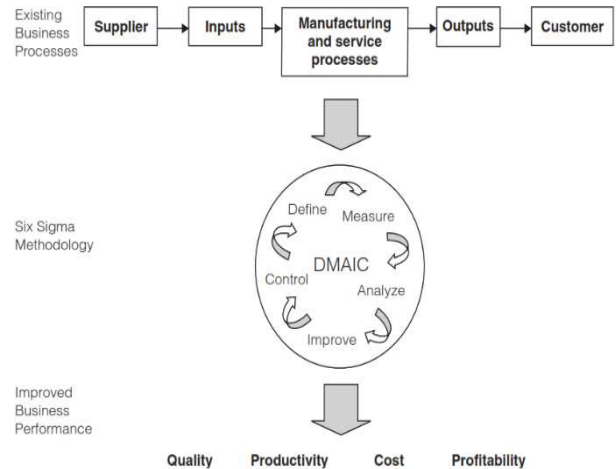 Existing
Business
Processes
Supplier
Inputs
Manufacturing
and service
processes
Outputs
Customer
Six Sigma
Methodology
Define
Measure
DMAIC
Control
Analyze
Improve
Improved
Business
Performance
Quality Productivity Cost Profitability